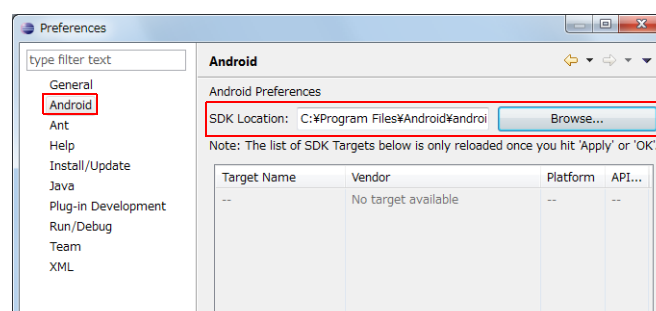 Preferences
type filter text
General
Android
Ant
Help
Install/Update
Java
Plug-in Development
Run/Debug
Team
XML
Android
Android Preferences
SDK Location: C:¥Program Files¥Android¥androi Browse...
Note: The list of SDK Targets below is only reloaded once you hit 'Apply' or 'OK'
Target Name Vendor Platform API...
-- No target available -- --